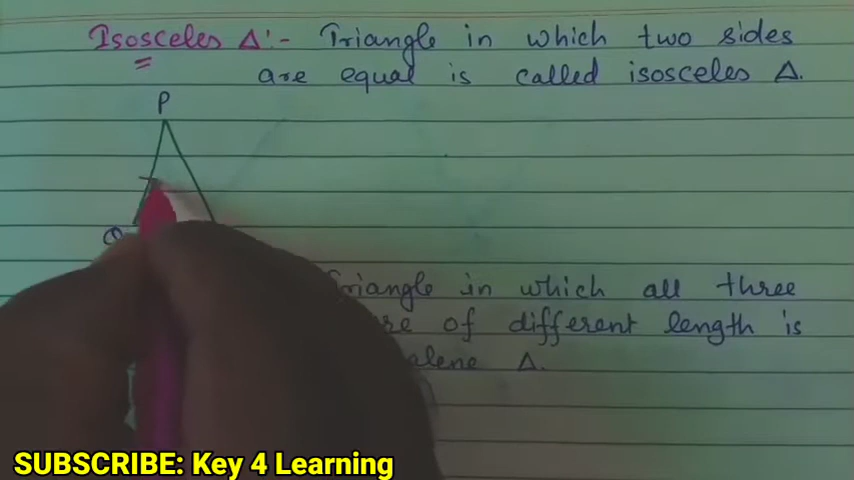 Isosceles Δ:- Triangle in which two sides
are equal is called isosceles Δ.
P
Q
Triangle in which all three
of different length is
Δ.
SUBSCRIBE: Key 4 Learning